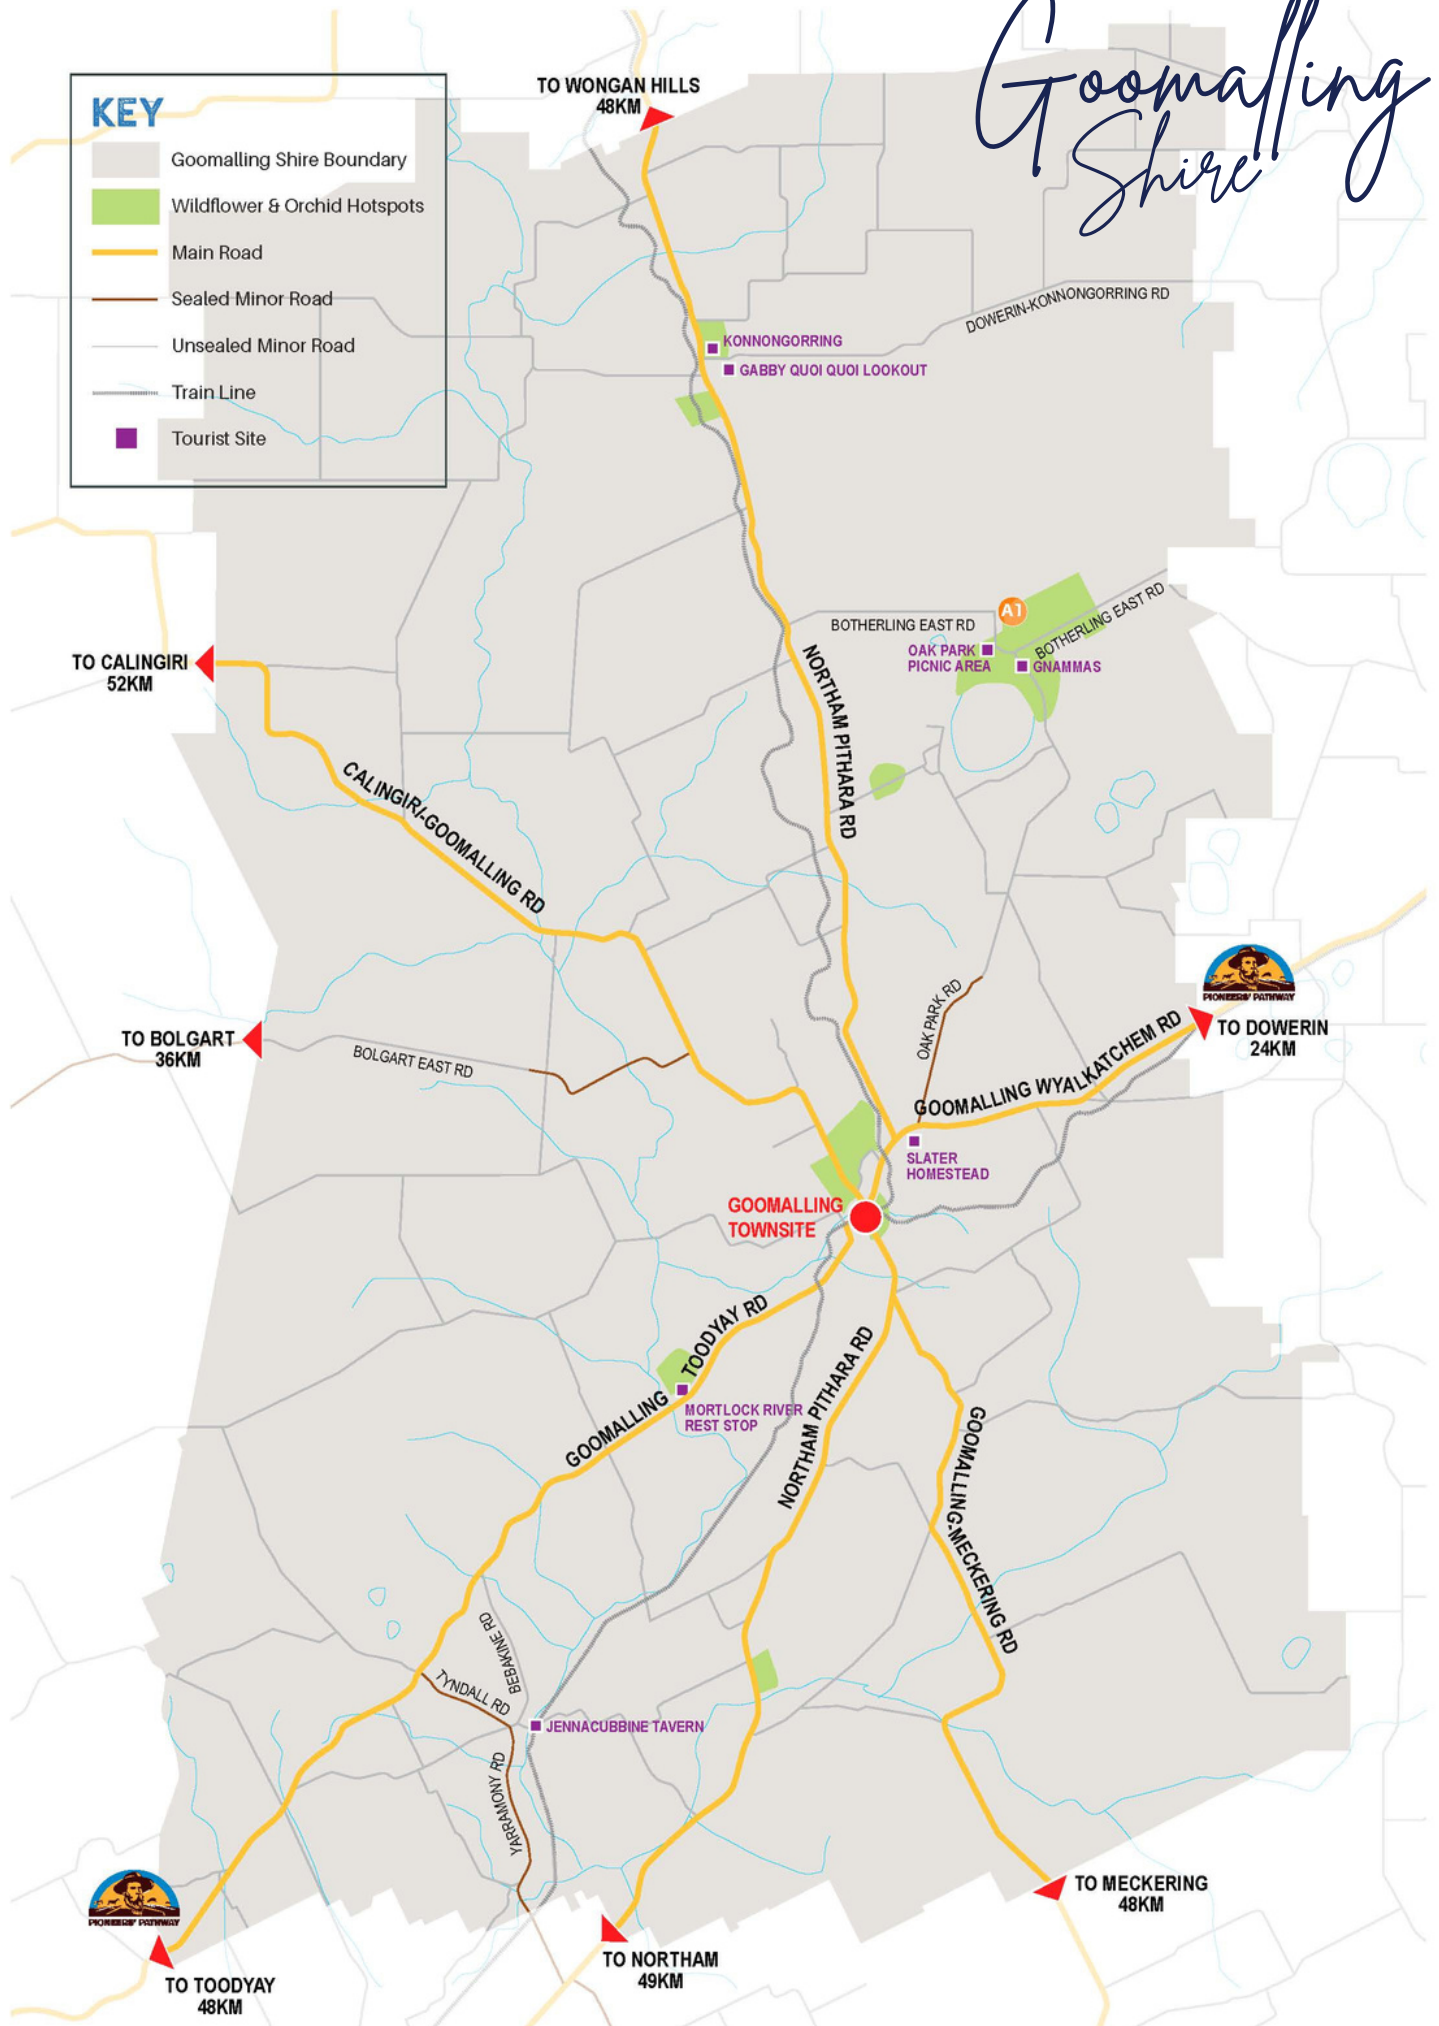 Goomalling
Shire
KEY
Goomalling Shire Boundary
Wildflower & Orchid Hotspots
Main Road
Sealed Minor Road
Unsealed Minor Road
Train Line
Tourist Site
TO WONGAN HILLS
48KM
DOWERIN-KONNONGORRING RD
KONNONGORRING
GABBY QUOI QUOI LOOKOUT
A1
BOTHERLING EAST RD
BOTHERLING EAST RD
OAK PARK
PICNIC AREA
GNAMMAS
TO CALINGIRI
52KM
NORTHAM PITHARA RD
CALINGIRI-GOOMALLING RD
PIONEERS' PATHWAY
TO DOWERIN
24KM
OAK PARK RD
GOOMALLING WYALKATCHEM RD
TO BOLGART
36KM
BOLGART EAST RD
SLATER
HOMESTEAD
GOOMALLING
TOWNSITE
GOOMALLING TOODYAY RD
MORTLOCK RIVER
REST STOP
NORTHAM PITHARA RD
GOOMALLING-MECKERING RD
BEBAKINE RD
TYNDALL RD
JENNACUBBINE TAVERN
YARRAMONY RD
PIONEERS' PATHWAY
TO MECKERING
48KM
TO NORTHAM
49KM
TO TOODYAY
48KM